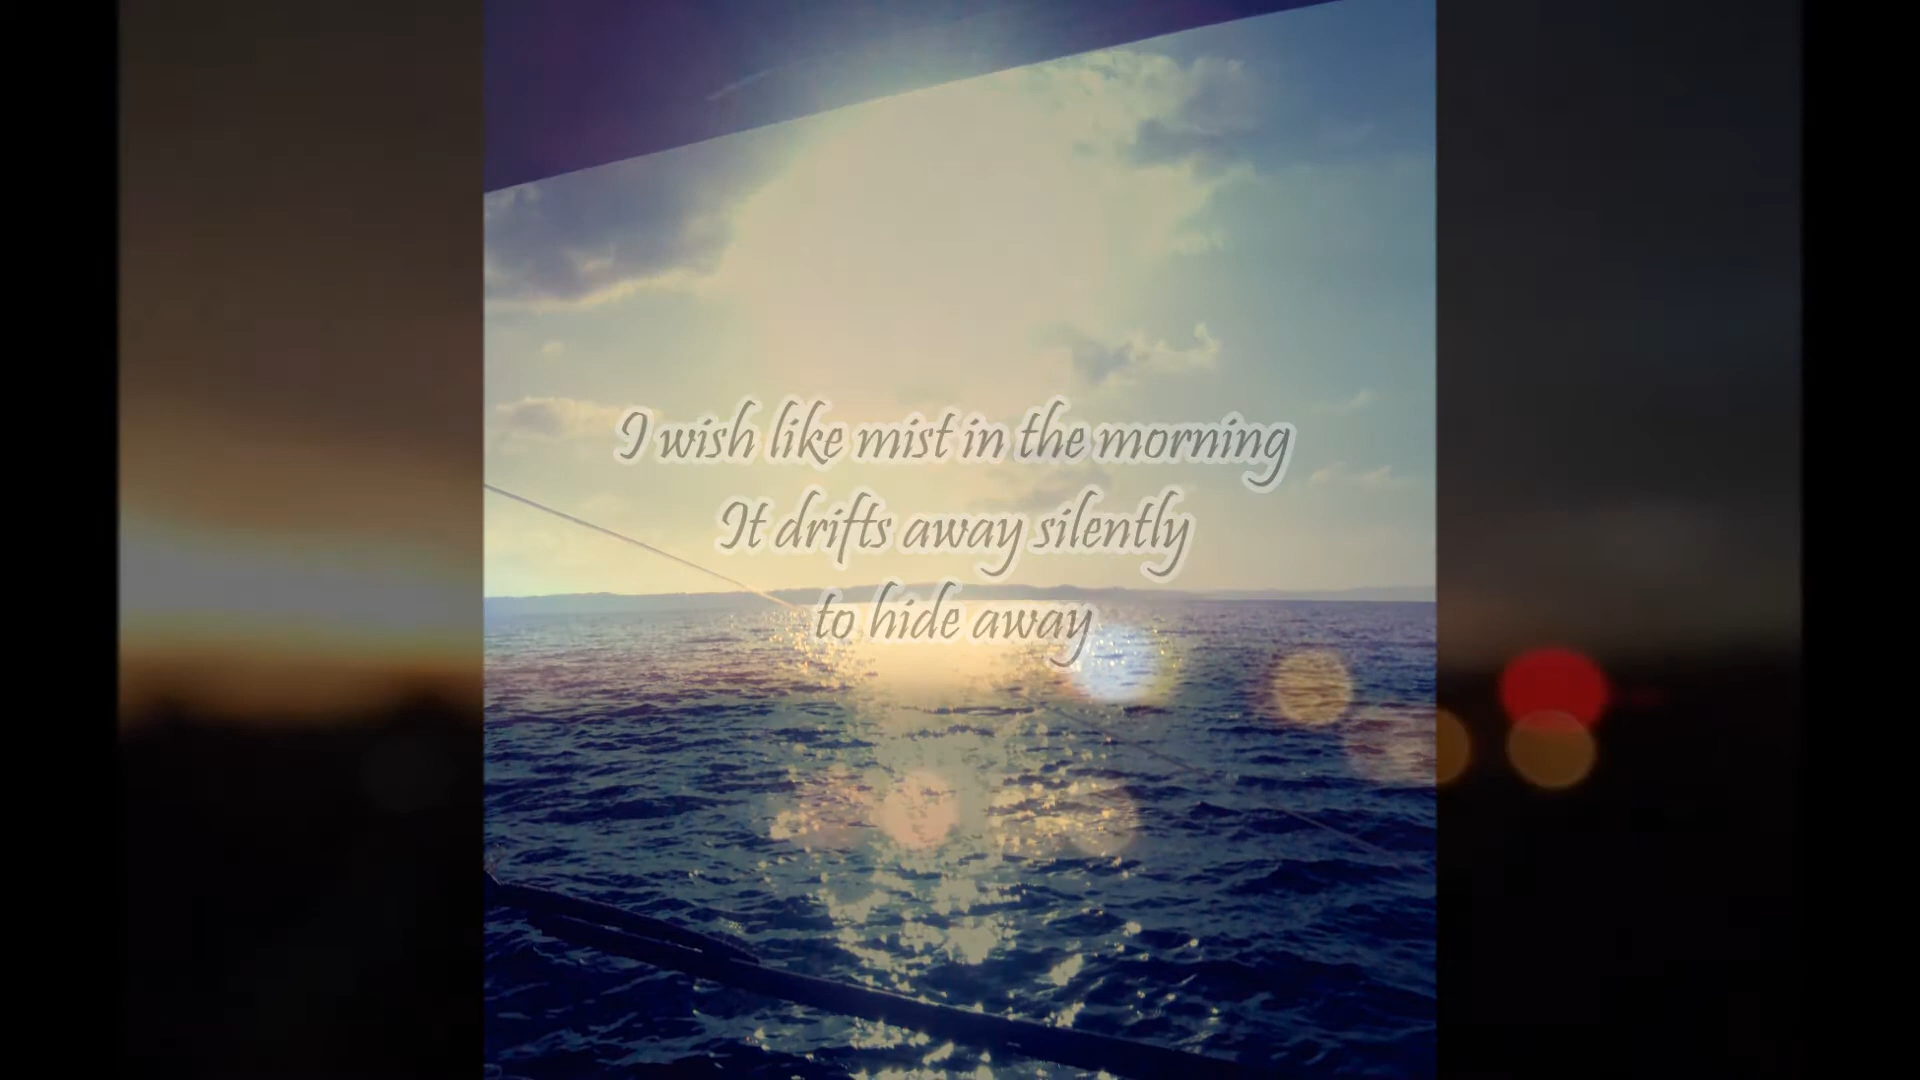 I wish like mist in the morning
It drifts away silently
to hide away